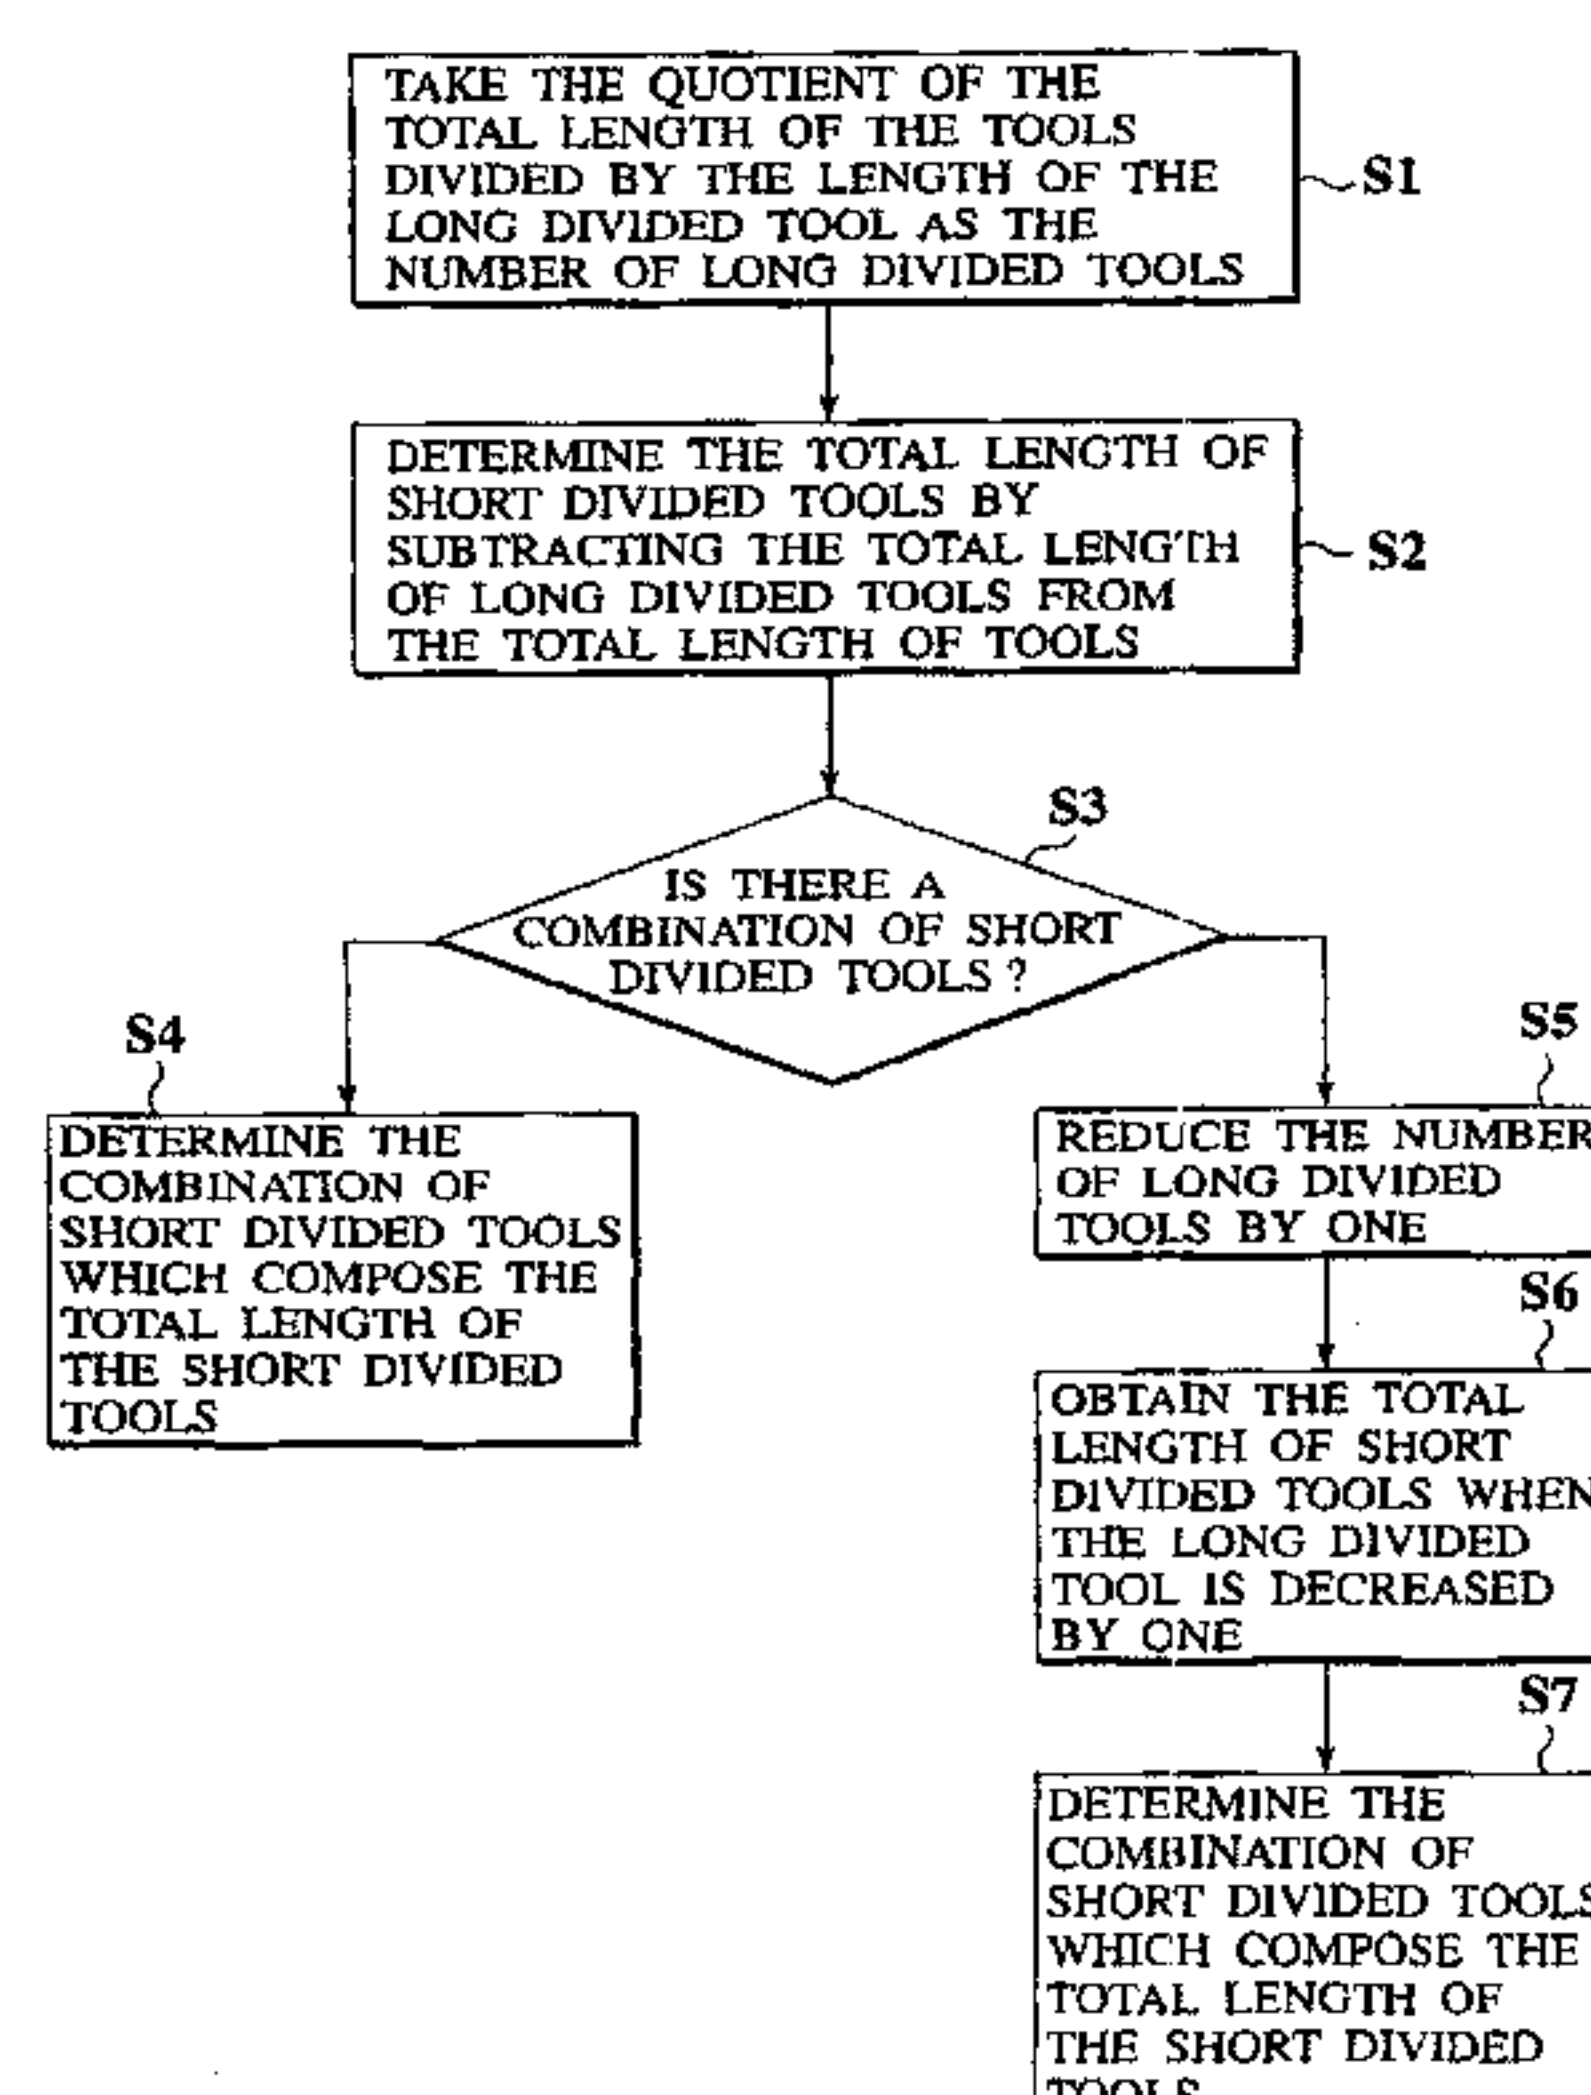 TAKE THE QUOTIENT OF THE
TOTAL LENGTH OF THE TOOLS
DIVIDED BY THE LENGTH OF THE
LONG DIVIDED TOOL AS THE
NUMBER OF LONG DIVIDED TOOLS
S1
DETERMINE THE TOTAL LENGTH OF
SHORT DIVIDED TOOLS BY
SUBTRACTING THE TOTAL LENGTH
OF LONG DIVIDED TOOLS FROM
THE TOTAL LENGTH OF TOOLS
S2
S3
IS THERE A
COMBINATION OF SHORT
DIVIDED TOOLS ?
S4
DETERMINE THE
COMBINATION OF
SHORT DIVIDED TOOLS
WHICH COMPOSE THE
TOTAL LENGTH OF
THE SHORT DIVIDED
TOOLS
S5
REDUCE THE NUMBER
OF LONG DIVIDED
TOOLS BY ONE
S6
OBTAIN THE TOTAL
LENGTH OF SHORT
DIVIDED TOOLS WHEN
THE LONG DIVIDED
TOOL IS DECREASED
BY ONE
S7
DETERMINE THE
COMBINATION OF
SHORT DIVIDED TOOLS
WHICH COMPOSE THE
TOTAL LENGTH OF
THE SHORT DIVIDED
TOOLS